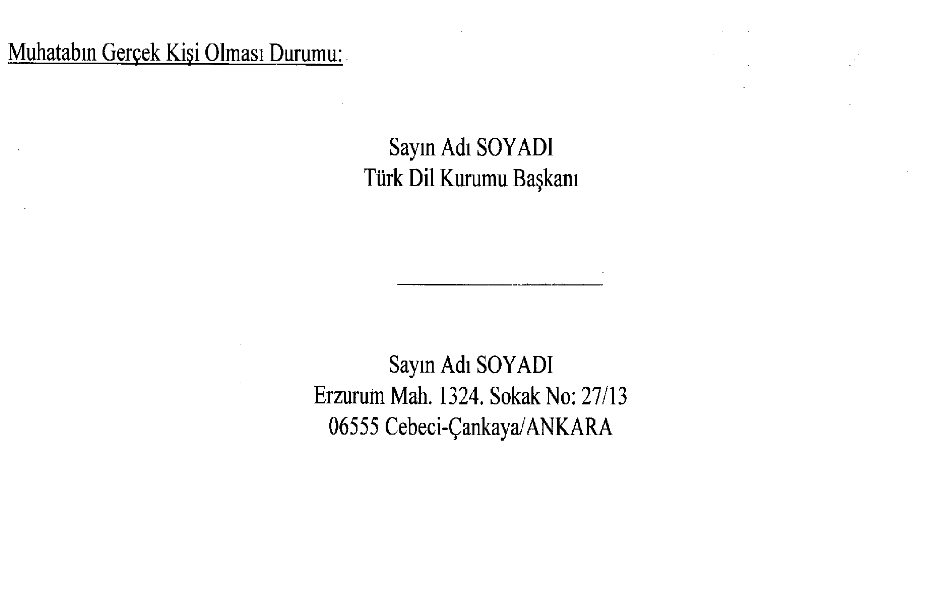 Muhatabın Gerçek Kişi Olması Durumu:
Sayın Adı SOYADI
Türk Dil Kurumu Başkanı
Sayın Adı SOYADI
Erzurum Mah. 1324. Sokak No: 27/13
06555 Cebeci-Çankaya/ANKARA